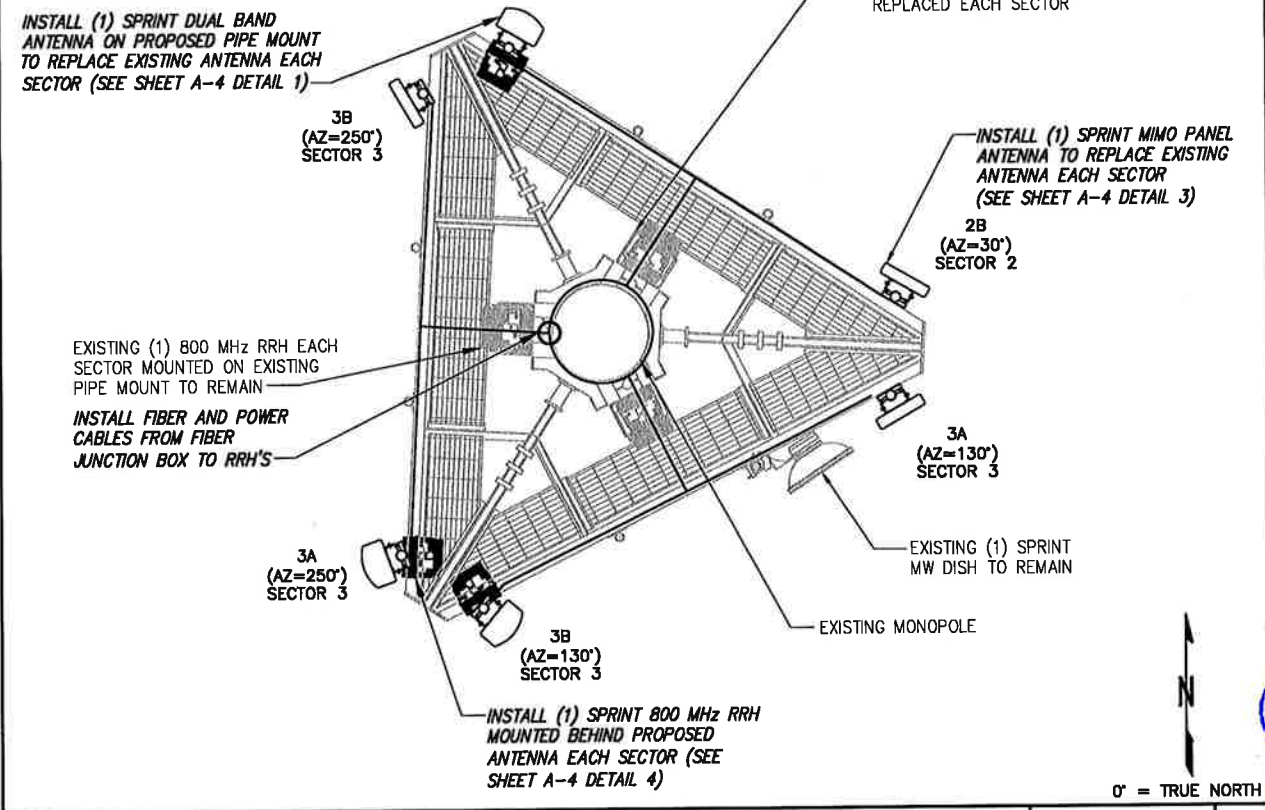 INSTALL (1) SPRINT DUAL BAND
ANTENNA ON PROPOSED PIPE MOUNT
TO REPLACE EXISTING ANTENNA EACH
SECTOR (SEE SHEET A-4 DETAIL 1)
REPLACED EACH SECTOR
3B
(AZ=250°)
SECTOR 3
INSTALL (1) SPRINT MIMO PANEL
ANTENNA TO REPLACE EXISTING
ANTENNA EACH SECTOR
(SEE SHEET A-4 DETAIL 3)
2B
(AZ=30°)
SECTOR 2
EXISTING (1) 800 MHz RRH EACH
SECTOR MOUNTED ON EXISTING
PIPE MOUNT TO REMAIN
INSTALL FIBER AND POWER
CABLES FROM FIBER
JUNCTION BOX TO RRH'S
3A
(AZ=130°)
SECTOR 3
EXISTING (1) SPRINT
MW DISH TO REMAIN
3A
(AZ=250°)
SECTOR 3
EXISTING MONOPOLE
3B
(AZ=130°)
SECTOR 3
INSTALL (1) SPRINT 800 MHz RRH
MOUNTED BEHIND PROPOSED
ANTENNA EACH SECTOR (SEE
SHEET A-4 DETAIL 4)
N
0° = TRUE NORTH